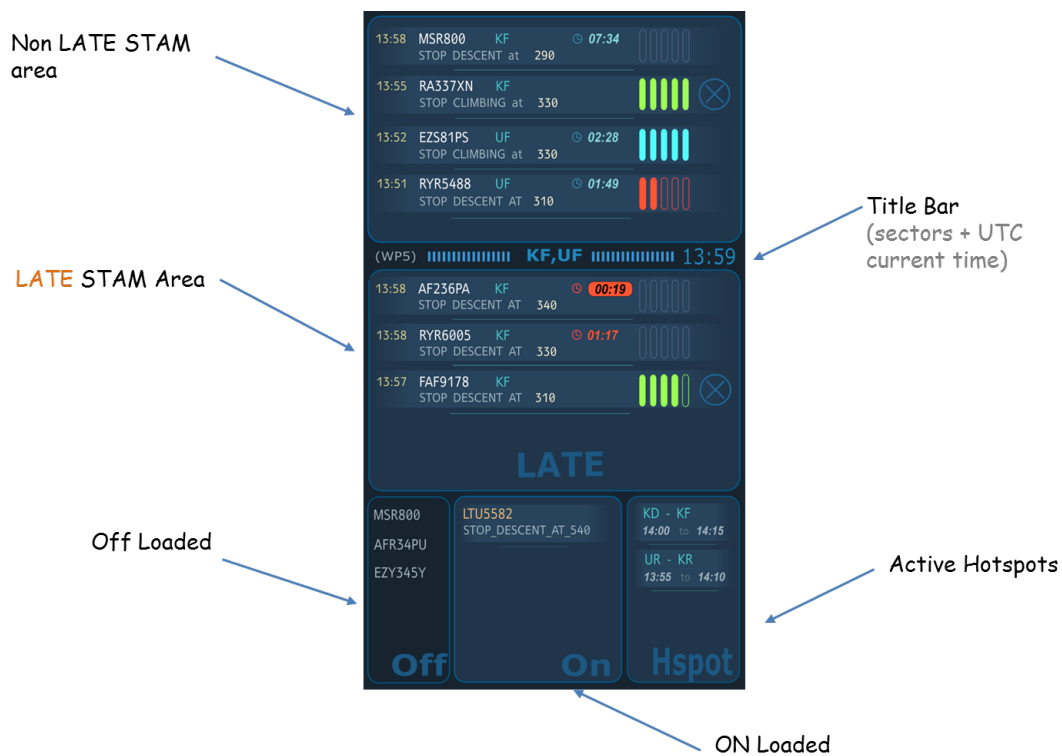 Non LATE STAM
area
13:58 MSR800 KF 07:34
STOP DESCENT at 290
13:55 RA337XN KF
STOP CLIMBING at 330
13:52 EZS81PS UF 02:28
STOP CLIMBING at 330
13:51 RYR5488 UF 01:49
STOP DESCENT AT 310
Title Bar
(sectors + UTC
current time)
(WP5) KF,UF 13:59
LATE STAM Area
13:58 AF236PA KF 00:19
STOP DESCENT AT 340
13:58 RYR6005 KF 01:17
STOP DESCENT AT 330
13:57 FAF9178 KF
STOP DESCENT AT 310
LATE
Off Loaded
MSR800
AFR34PU
EZY345Y
Off
LTU5582
STOP_DESCENT_AT_540
On
KD - KF
14:00 to 14:15
UR - KR
13:55 to 14:10
Hspot
Active Hotspots
ON Loaded